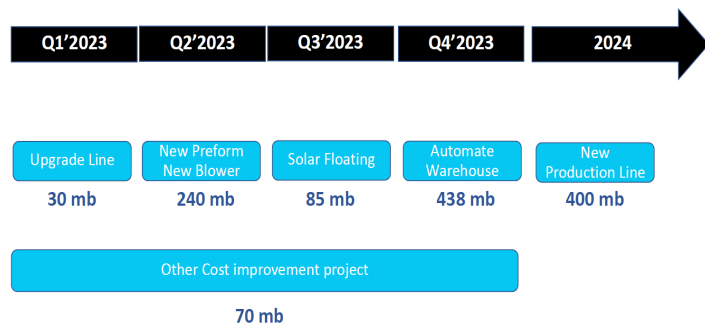 Q1’2023
Q2’2023
Q3’2023
Q4’2023
2024
Upgrade Line
New Preform
New Blower
Solar Floating
Automate
Warehouse
New
Production Line
30 mb
240 mb
85 mb
438 mb
400 mb
Other Cost improvement project
70 mb